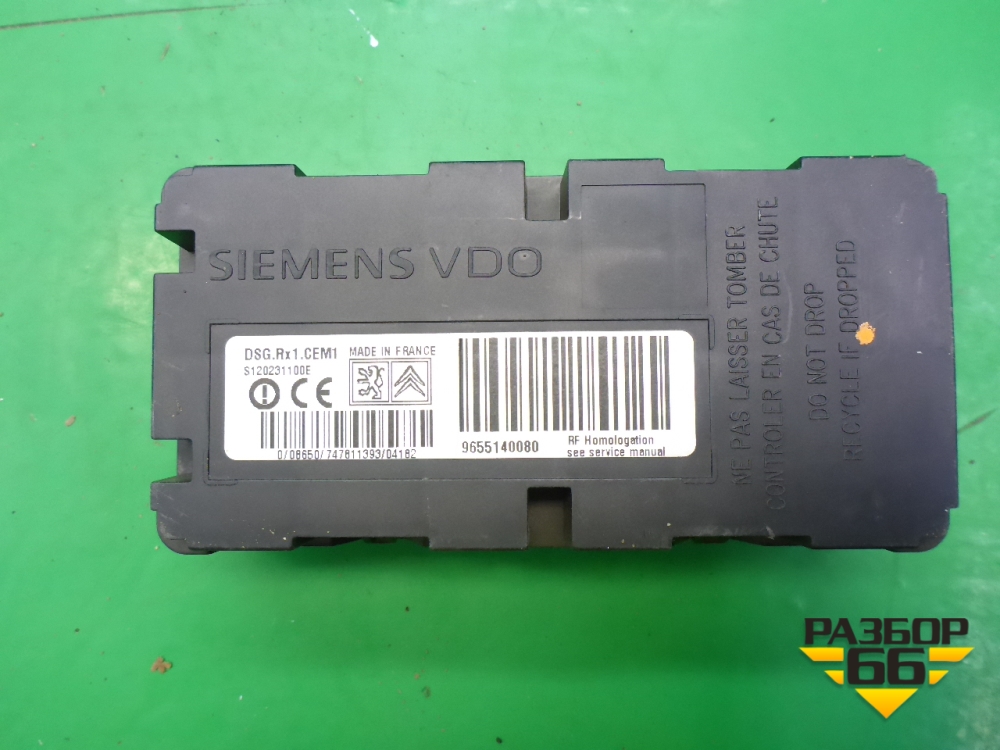 SIEMENS VDO
DSG.Rx1.CEM1 MADE IN FRANCE
S120231100E
CE
0/08650/747811393/04182
9655140080
RF Homologation
see service manual
NE PAS LAISSER TOMBER
CONTROLER EN CAS DE CHUTE
DO NOT DROP
RECYCLE IF DROPPED
РАЗБОР
66